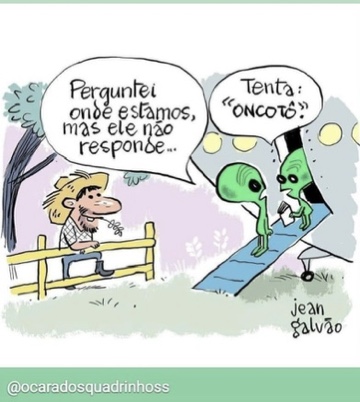 Perguntei
onde estamos,
mas ele não
responde...
Tenta:
"ONCOTÔ?"
jean
galvão
@ocaradosquadrinhoss